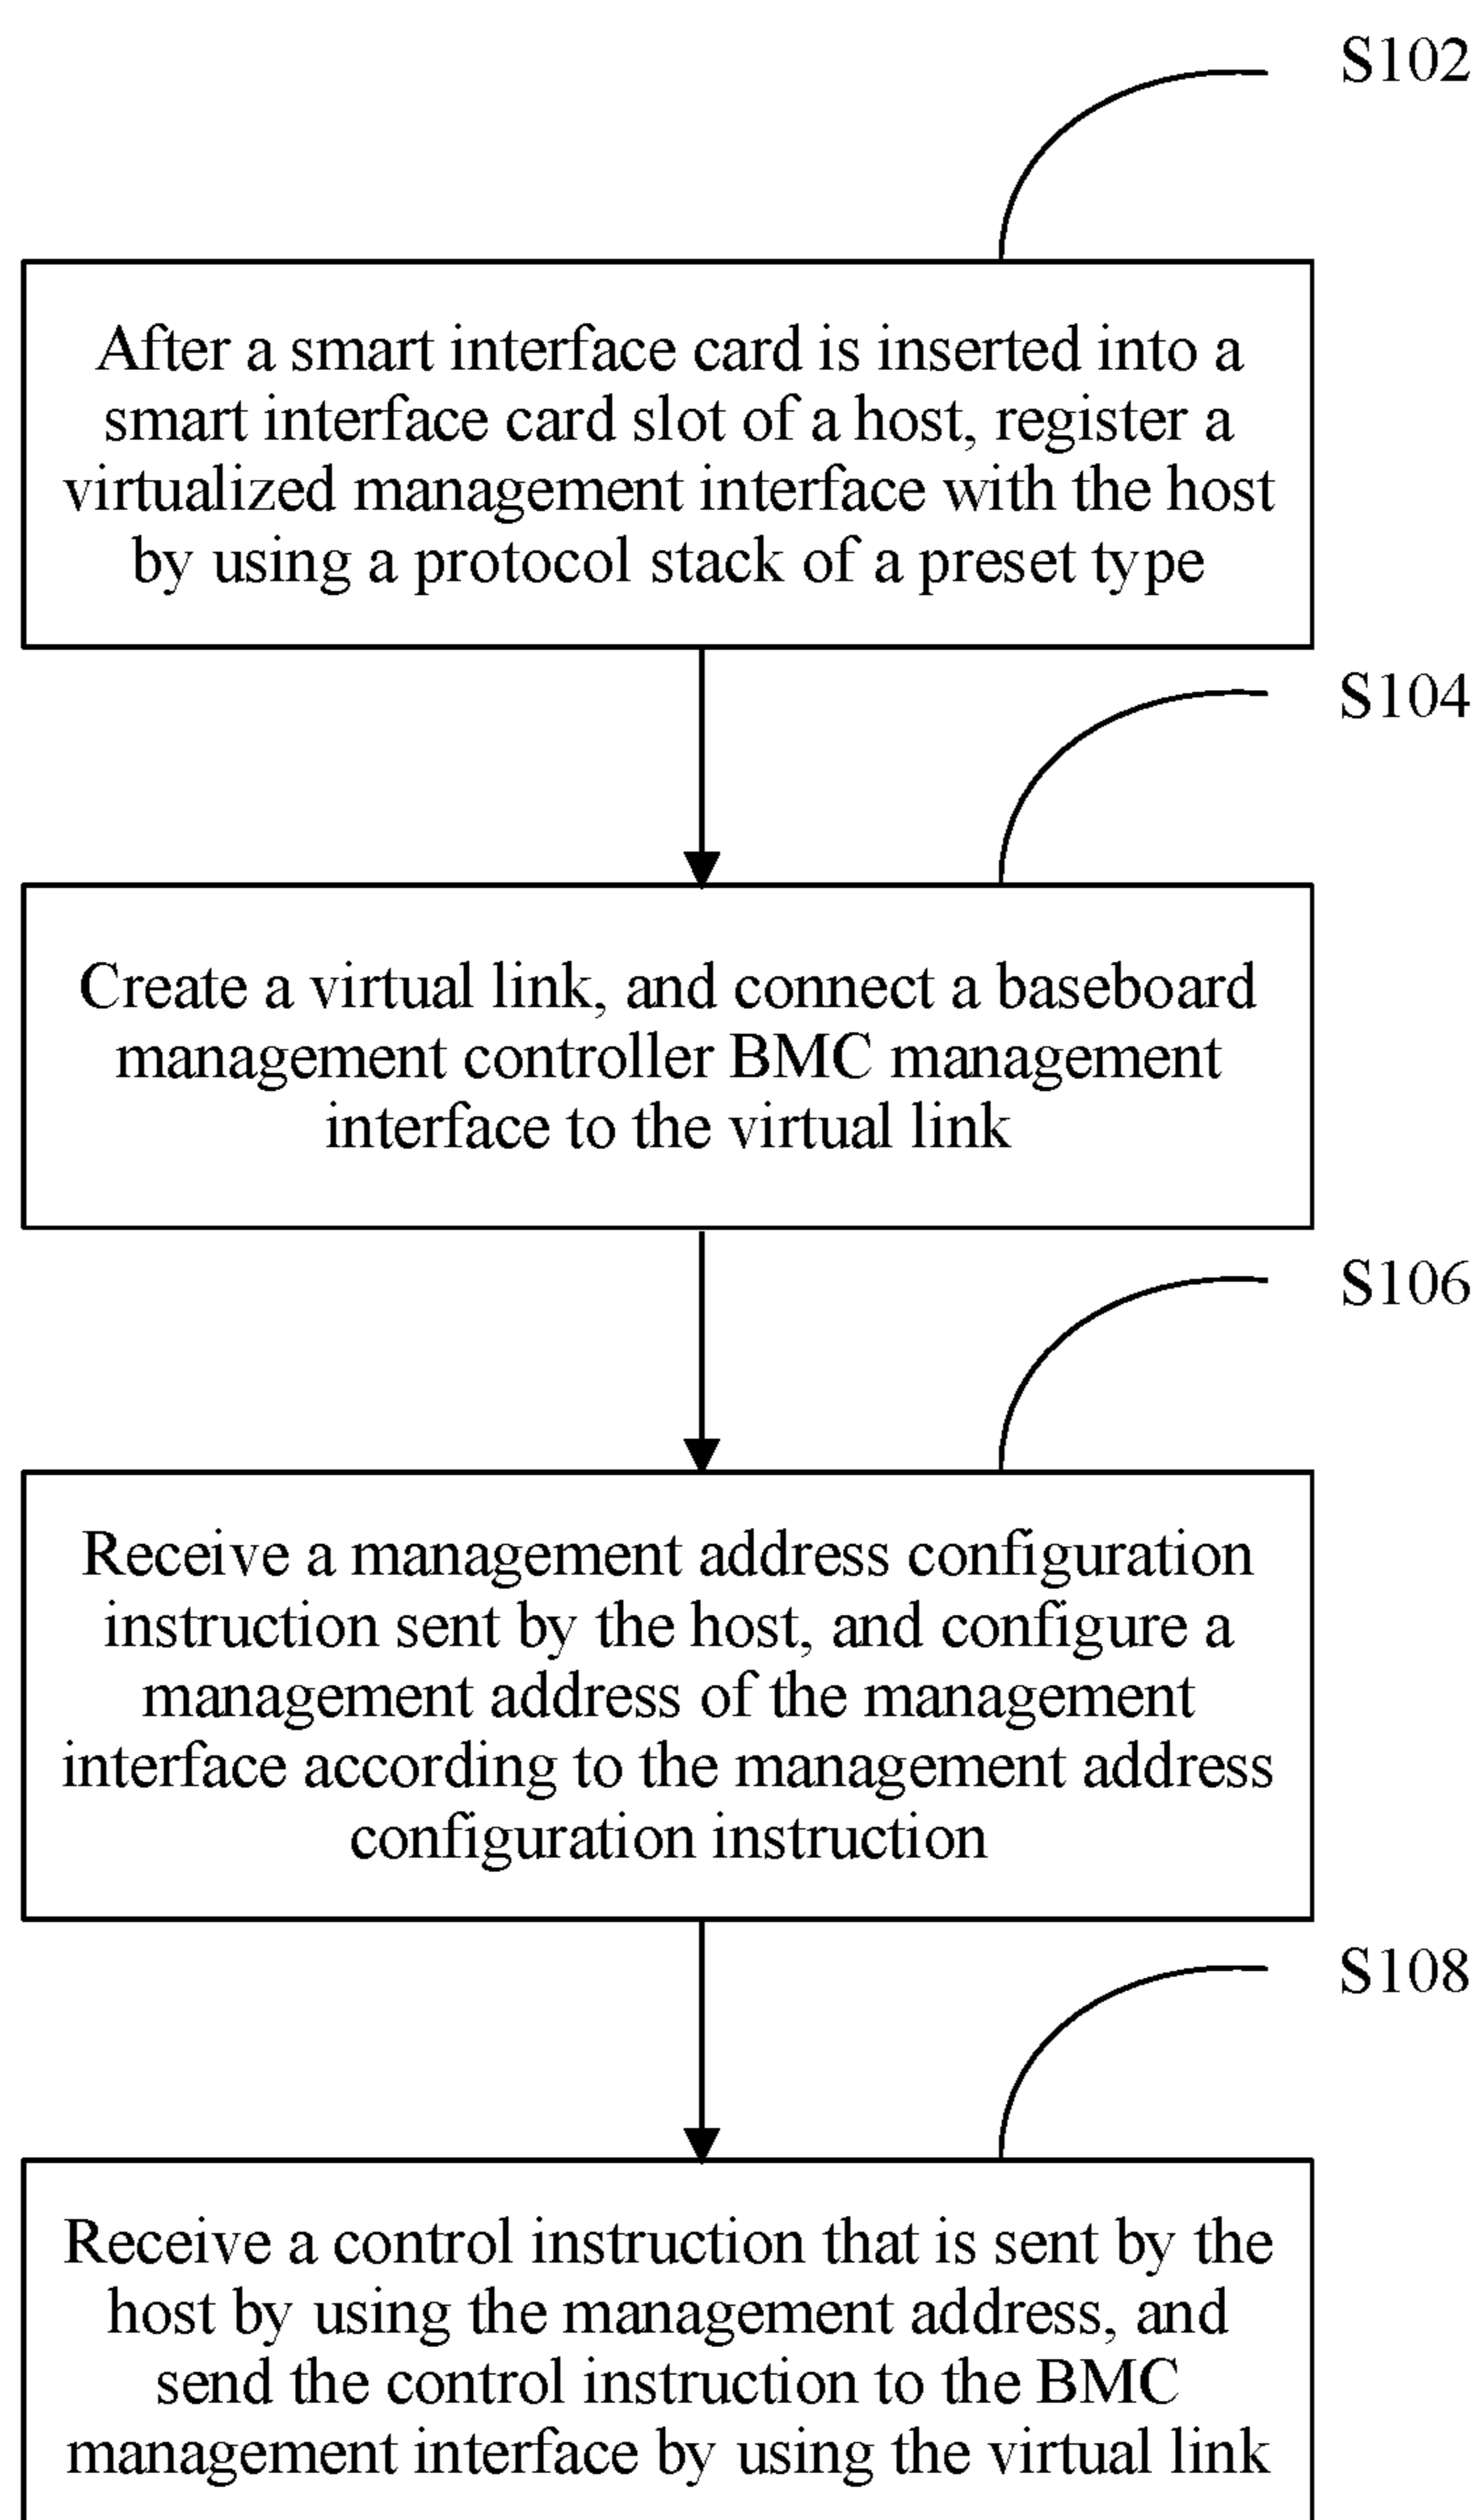 S102
After a smart interface card is inserted into a
smart interface card slot of a host, register a
virtualized management interface with the host
by using a protocol stack of a preset type
S104
Create a virtual link, and connect a baseboard
management controller BMC management
interface to the virtual link
S106
Receive a management address configuration
instruction sent by the host, and configure a
management address of the management
interface according to the management address
configuration instruction
S108
Receive a control instruction that is sent by the
host by using the management address, and
send the control instruction to the BMC
management interface by using the virtual link